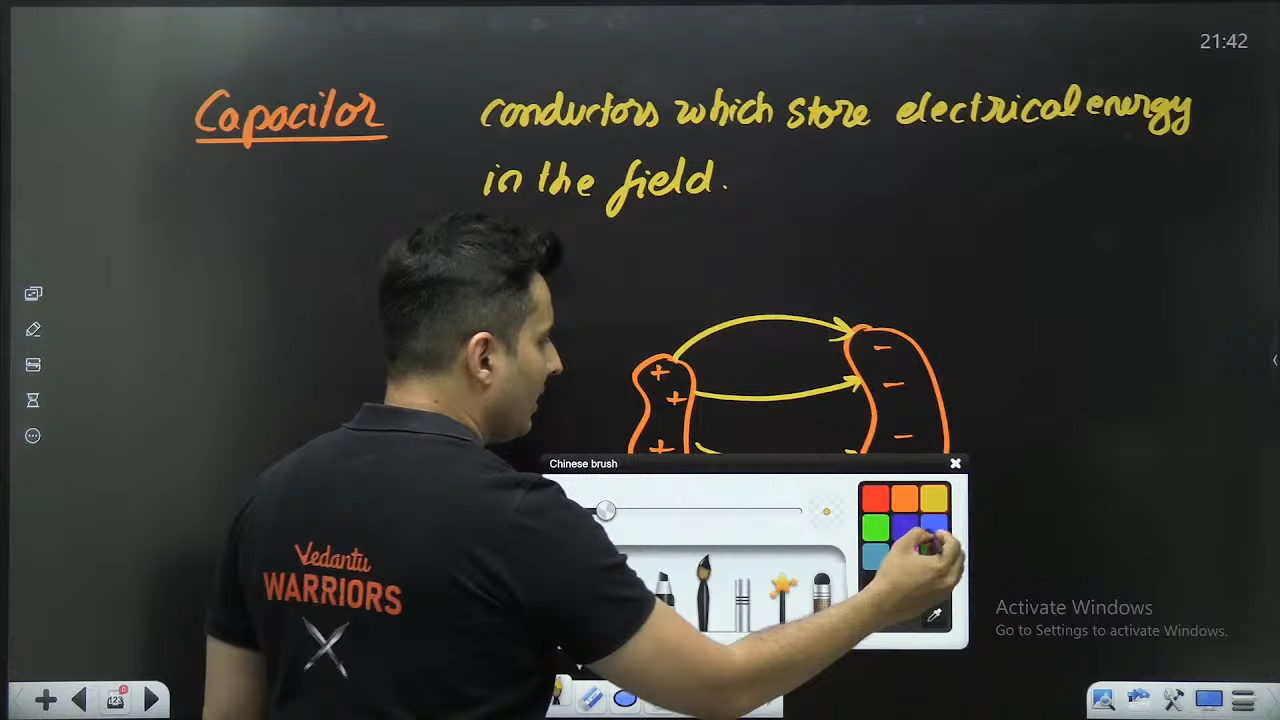 21:42
Capacitor conductors which store electrical energy
in the field.
+ -
+ -
+ -
Chinese brush
Vedantu
WARRIORS
Activate Windows
Go to Settings to activate Windows.
123